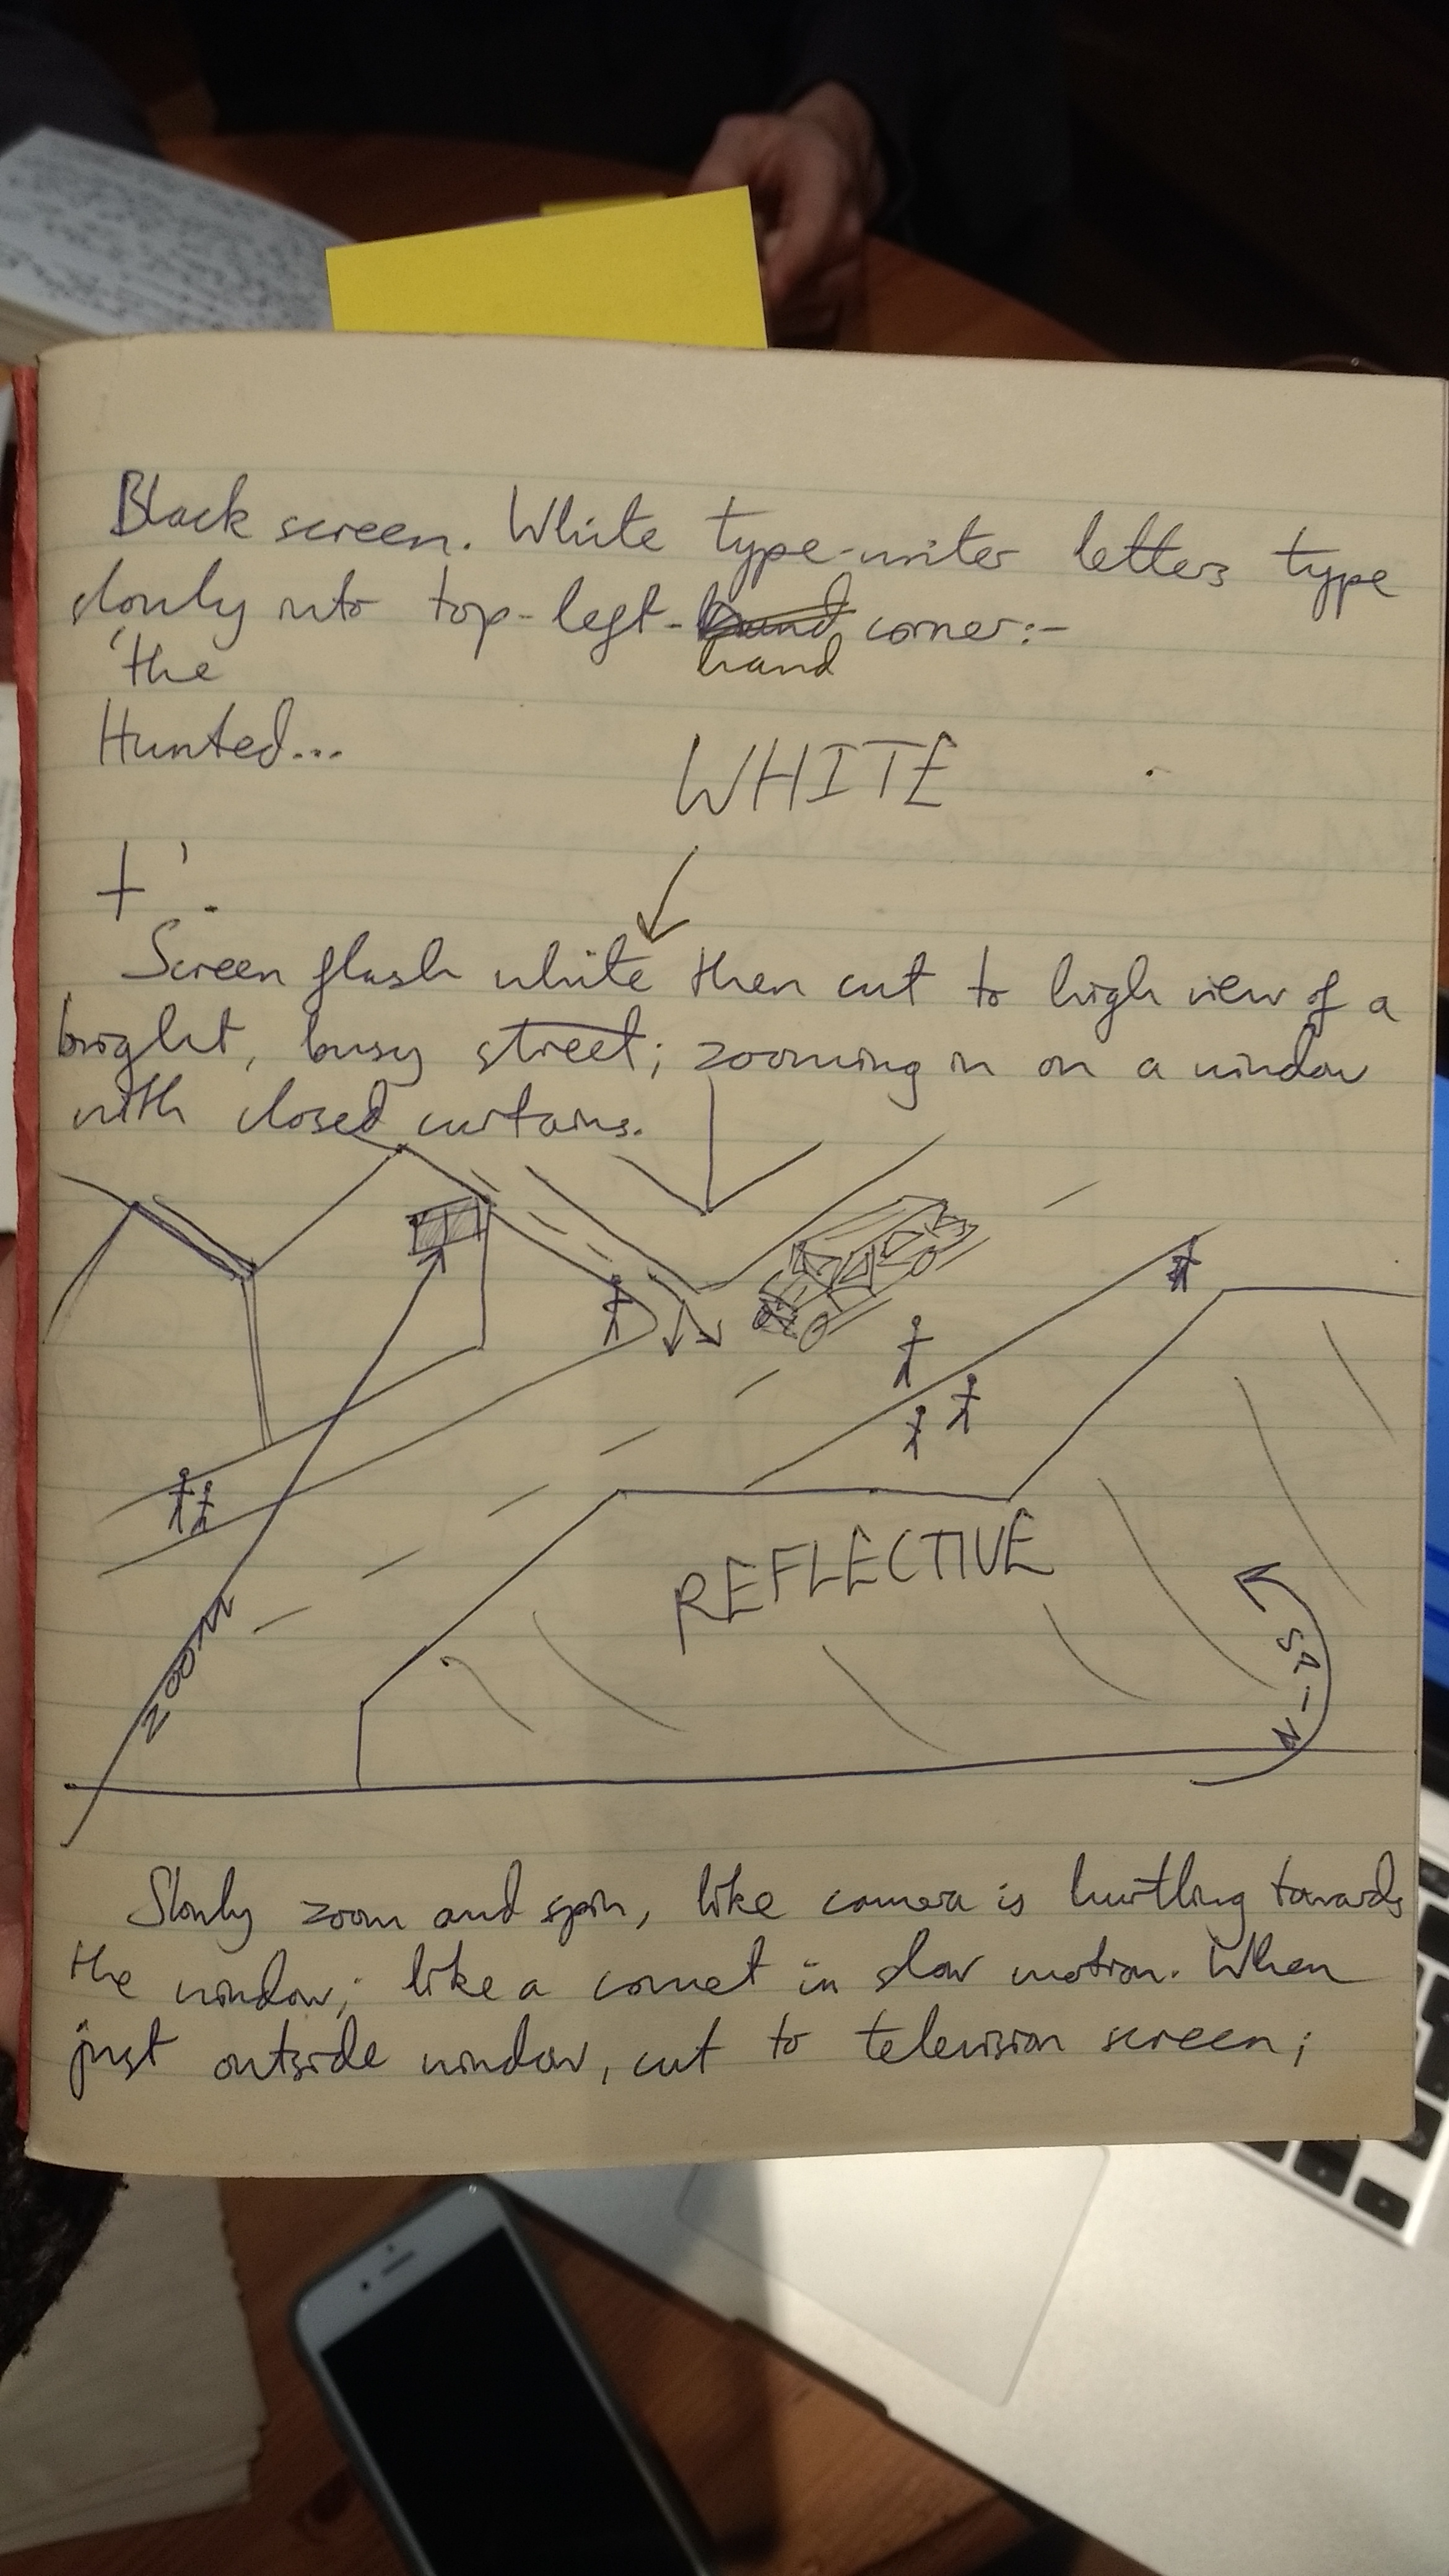 Black screen. White type-writer letters type
slowly into top-left-hand corner:-
hand
'the
Hunted...
WHITE
+'.
Screen flash white then cut to high view of a
bright, busy street; zooming in on a window
with closed curtains.
ZOOM
REFLECTIVE
SPIN
Slowly zoom and spin, like camera is hurtling towards
the window; like a comet in slow motion. When
just outside window, cut to television screen;